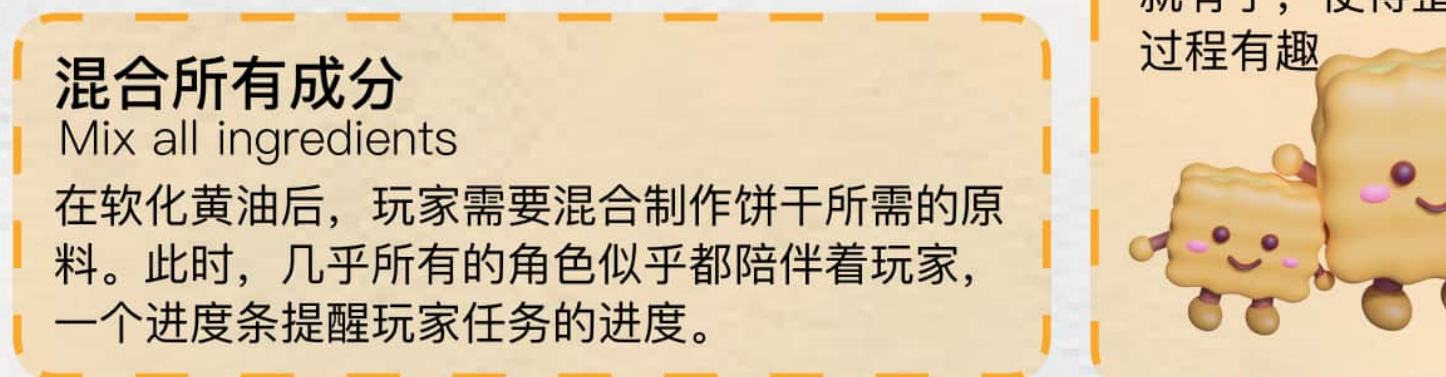 混合所有成分
Mix all ingredients
在软化黄油后，玩家需要混合制作饼干所需的原
料。此时，几乎所有的角色似乎都陪伴着玩家，
一个进度条提醒玩家任务的进度。
过程有趣